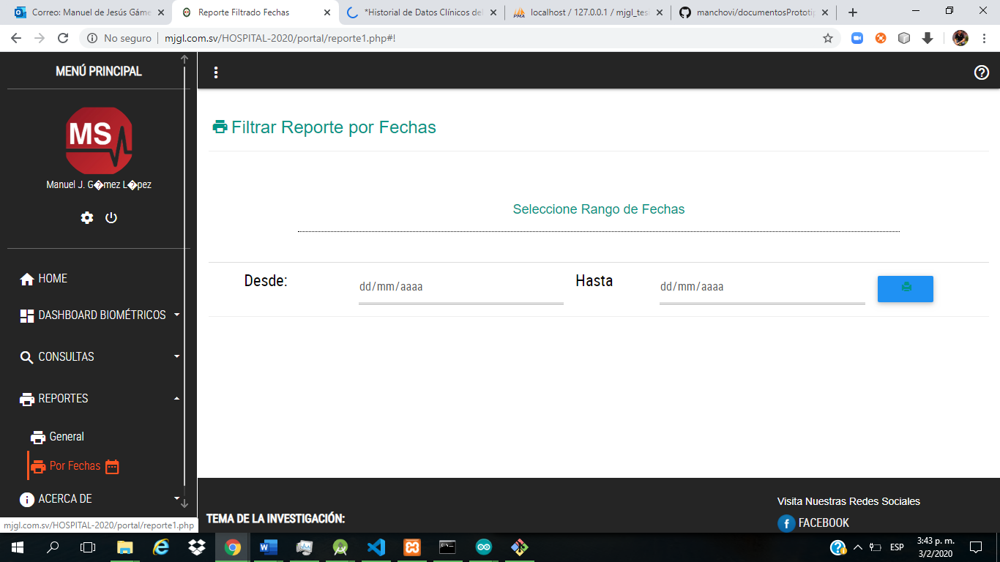 Correo: Manuel de Jesús Gáme
Reporte Filtrado Fechas
*Historial de Datos Clínicos del
localhost / 127.0.0.1 / mjgl_tes
manchovi/documentosPrototip
No seguro
mjgl.com.sv/HOSPITAL-2020/portal/reporte1.php#!
MENÚ PRINCIPAL
MS
Manuel J. G�mez L�pez
HOME
DASHBOARD BIOMÉTRICOS
CONSULTAS
REPORTES
General
Por Fechas
ACERCA DE
mjgl.com.sv/HOSPITAL-2020/portal/reporte1.php
Filtrar Reporte por Fechas
Seleccione Rango de Fechas
Desde:
dd/mm/aaaa
Hasta
dd/mm/aaaa
TEMA DE LA INVESTIGACIÓN:
Visita Nuestras Redes Sociales
FACEBOOK
ESP
3:43 p. m.
3/2/2020